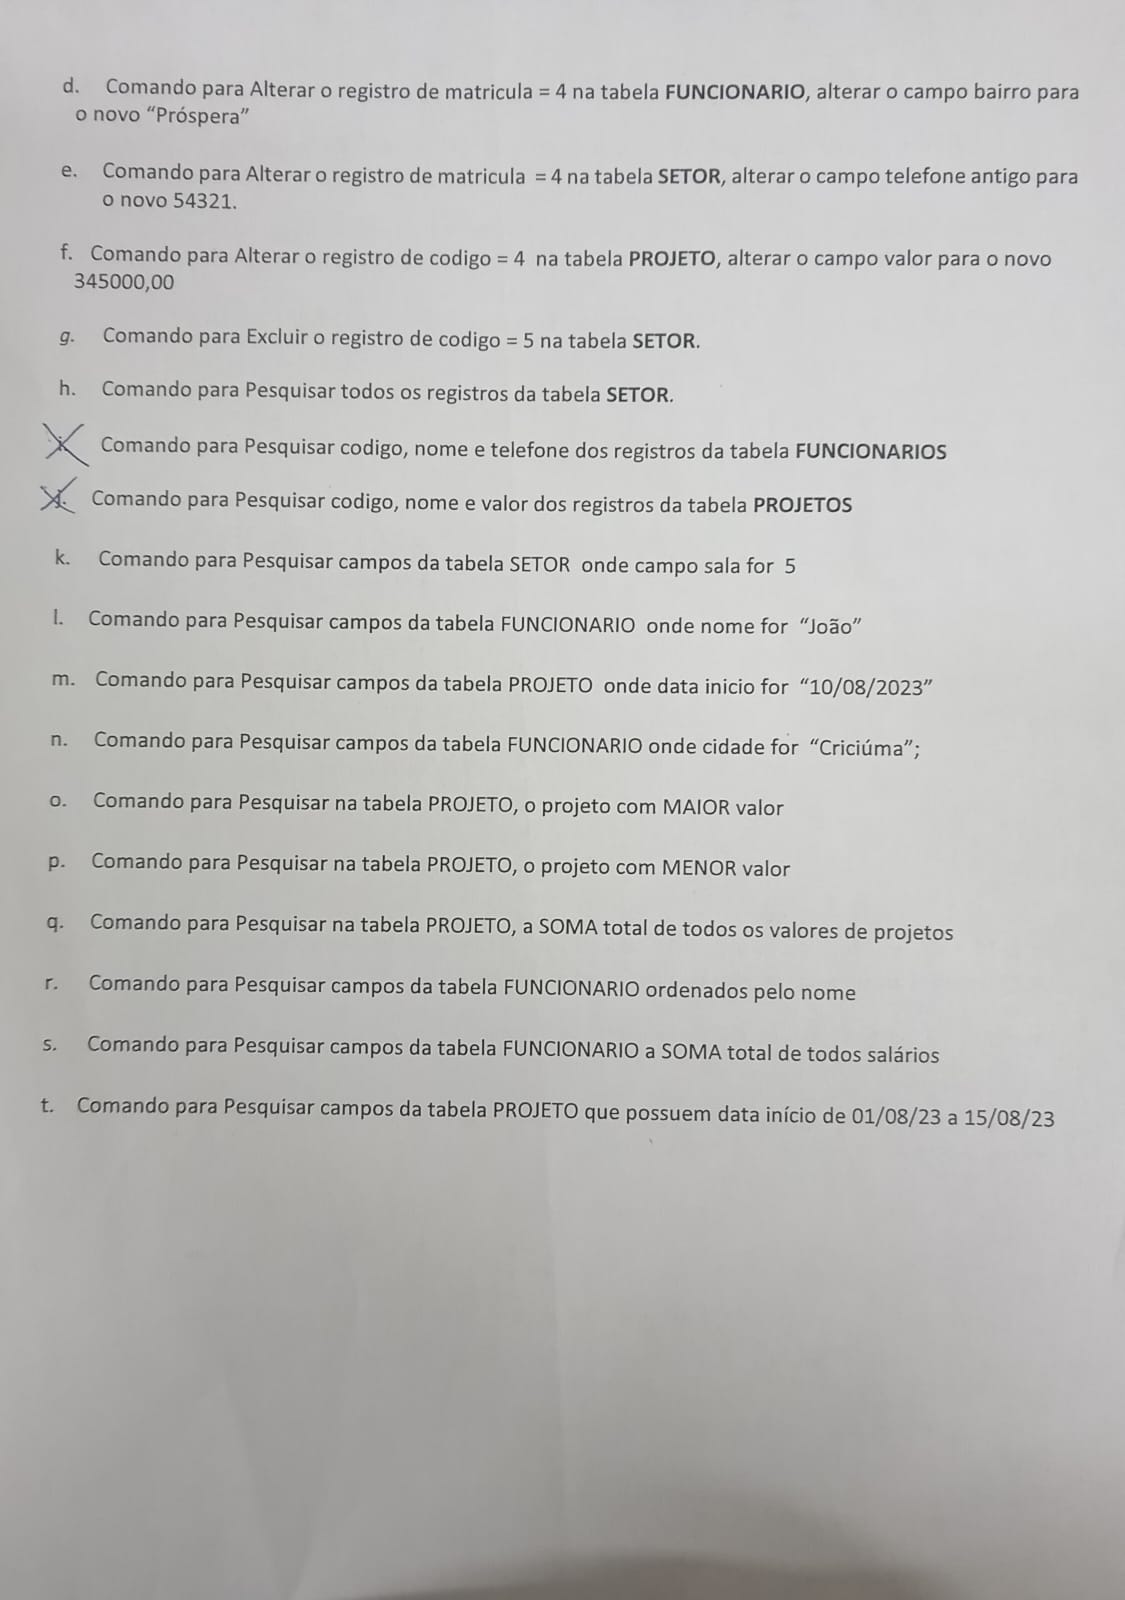 d. Comando para Alterar o registro de matricula = 4 na tabela FUNCIONARIO, alterar o campo bairro para
o novo “Próspera”
e. Comando para Alterar o registro de matricula = 4 na tabela SETOR, alterar o campo telefone antigo para
o novo 54321.
f. Comando para Alterar o registro de codigo = 4 na tabela PROJETO, alterar o campo valor para o novo
345000,00
g. Comando para Excluir o registro de codigo = 5 na tabela SETOR.
h. Comando para Pesquisar todos os registros da tabela SETOR.
Comando para Pesquisar codigo, nome e telefone dos registros da tabela FUNCIONARIOS
Comando para Pesquisar codigo, nome e valor dos registros da tabela PROJETOS
k. Comando para Pesquisar campos da tabela SETOR onde campo sala for 5
l. Comando para Pesquisar campos da tabela FUNCIONARIO onde nome for “João”
m. Comando para Pesquisar campos da tabela PROJETO onde data inicio for “10/08/2023”
n. Comando para Pesquisar campos da tabela FUNCIONARIO onde cidade for “Criciúma”;
o. Comando para Pesquisar na tabela PROJETO, o projeto com MAIOR valor
p. Comando para Pesquisar na tabela PROJETO, o projeto com MENOR valor
q. Comando para Pesquisar na tabela PROJETO, a SOMA total de todos os valores de projetos
r. Comando para Pesquisar campos da tabela FUNCIONARIO ordenados pelo nome
s. Comando para Pesquisar campos da tabela FUNCIONARIO a SOMA total de todos salários
t. Comando para Pesquisar campos da tabela PROJETO que possuem data início de 01/08/23 a 15/08/23